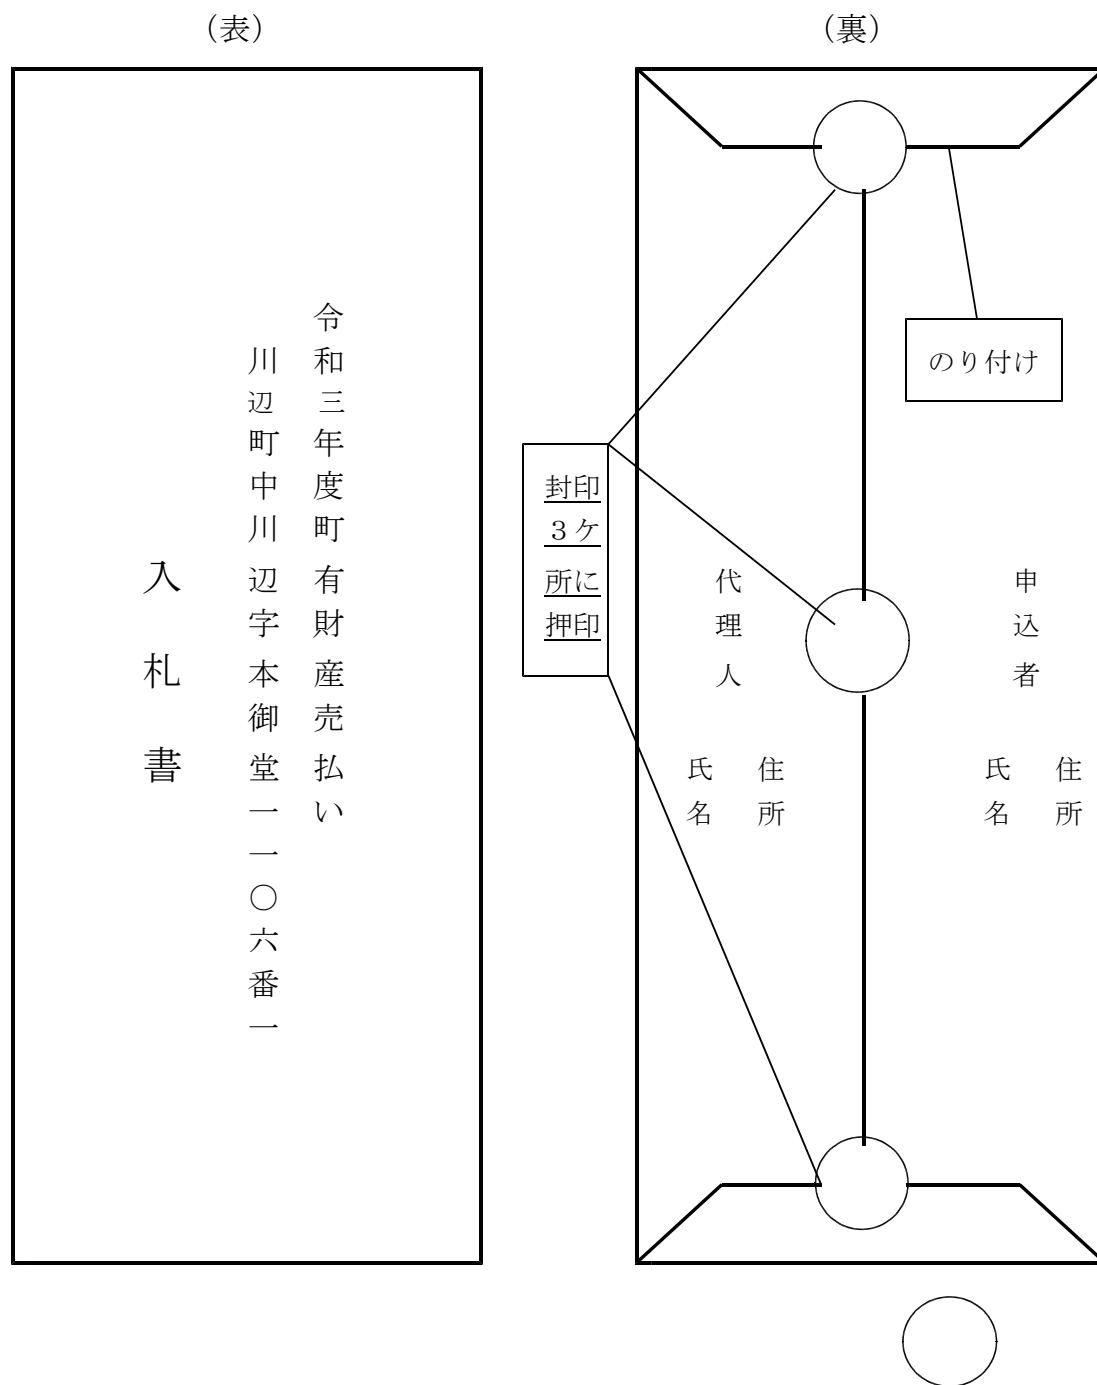 （表）
令和三年度町有財産売払い
川辺町中川辺字本御堂一一〇六番一
入札書
（裏）
のり付け
封印
３ケ
所に
押印
申込者
住所
氏名
代理人
住所
氏名